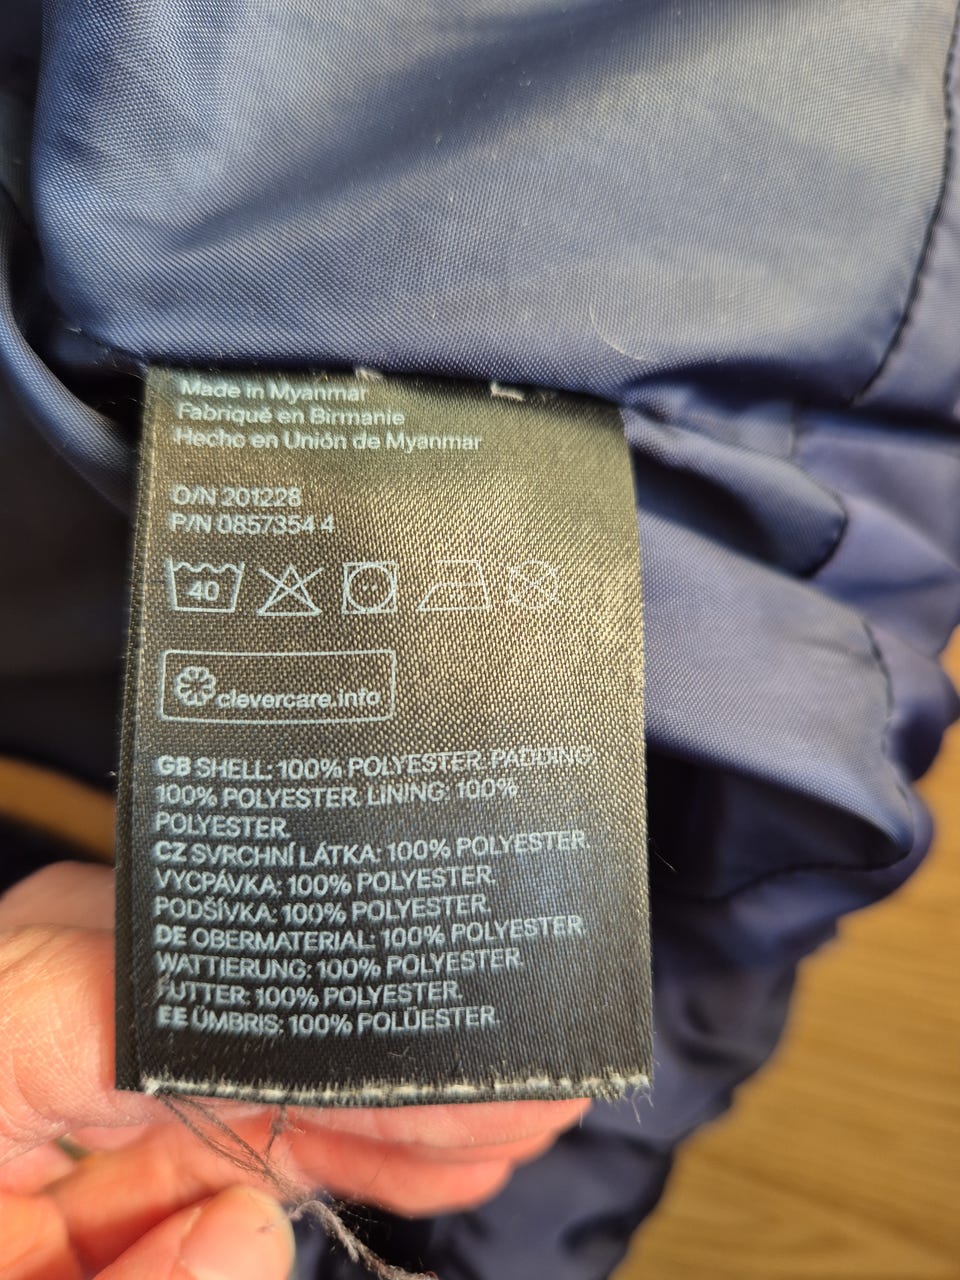 Made in Myanmar
Fabriqué en Birmanie
Hecho en Unión de Myanmar
O/N 201228
P/N 0857354 4
40
clevercare.info
GB SHELL: 100% POLYESTER. PADDING:
100% POLYESTER. LINING: 100%
POLYESTER.
CZ SVRCHNÍ LÁTKA: 100% POLYESTER.
VYCPÁVKA: 100% POLYESTER.
PODŠÍVKA: 100% POLYESTER.
DE OBERMATERIAL: 100% POLYESTER.
WATTIERUNG: 100% POLYESTER.
FUTTER: 100% POLYESTER.
EE ÜMBRIS: 100% POLÜESTER.